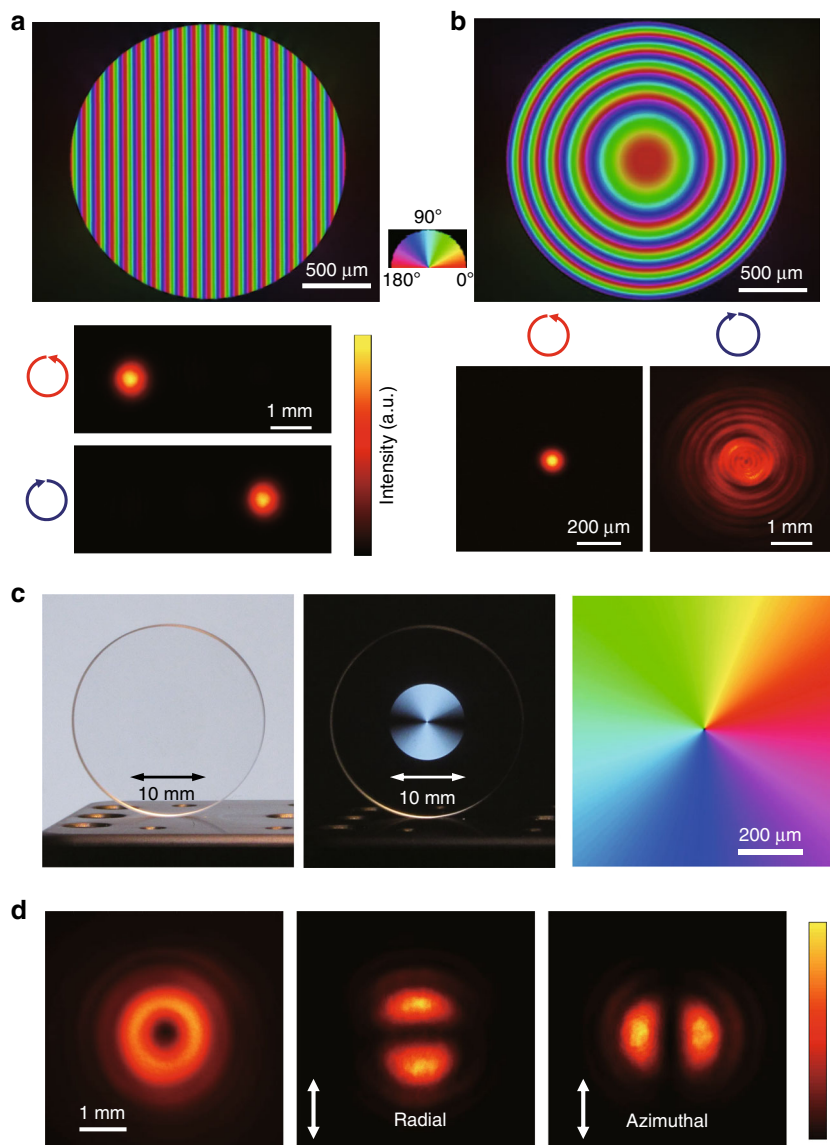 a
b
500 μm
90°
180°
0°
500 μm
1 mm
Intensity (a.u.)
200 μm
1 mm
c
10 mm
10 mm
200 μm
d
1 mm
Radial
Azimuthal